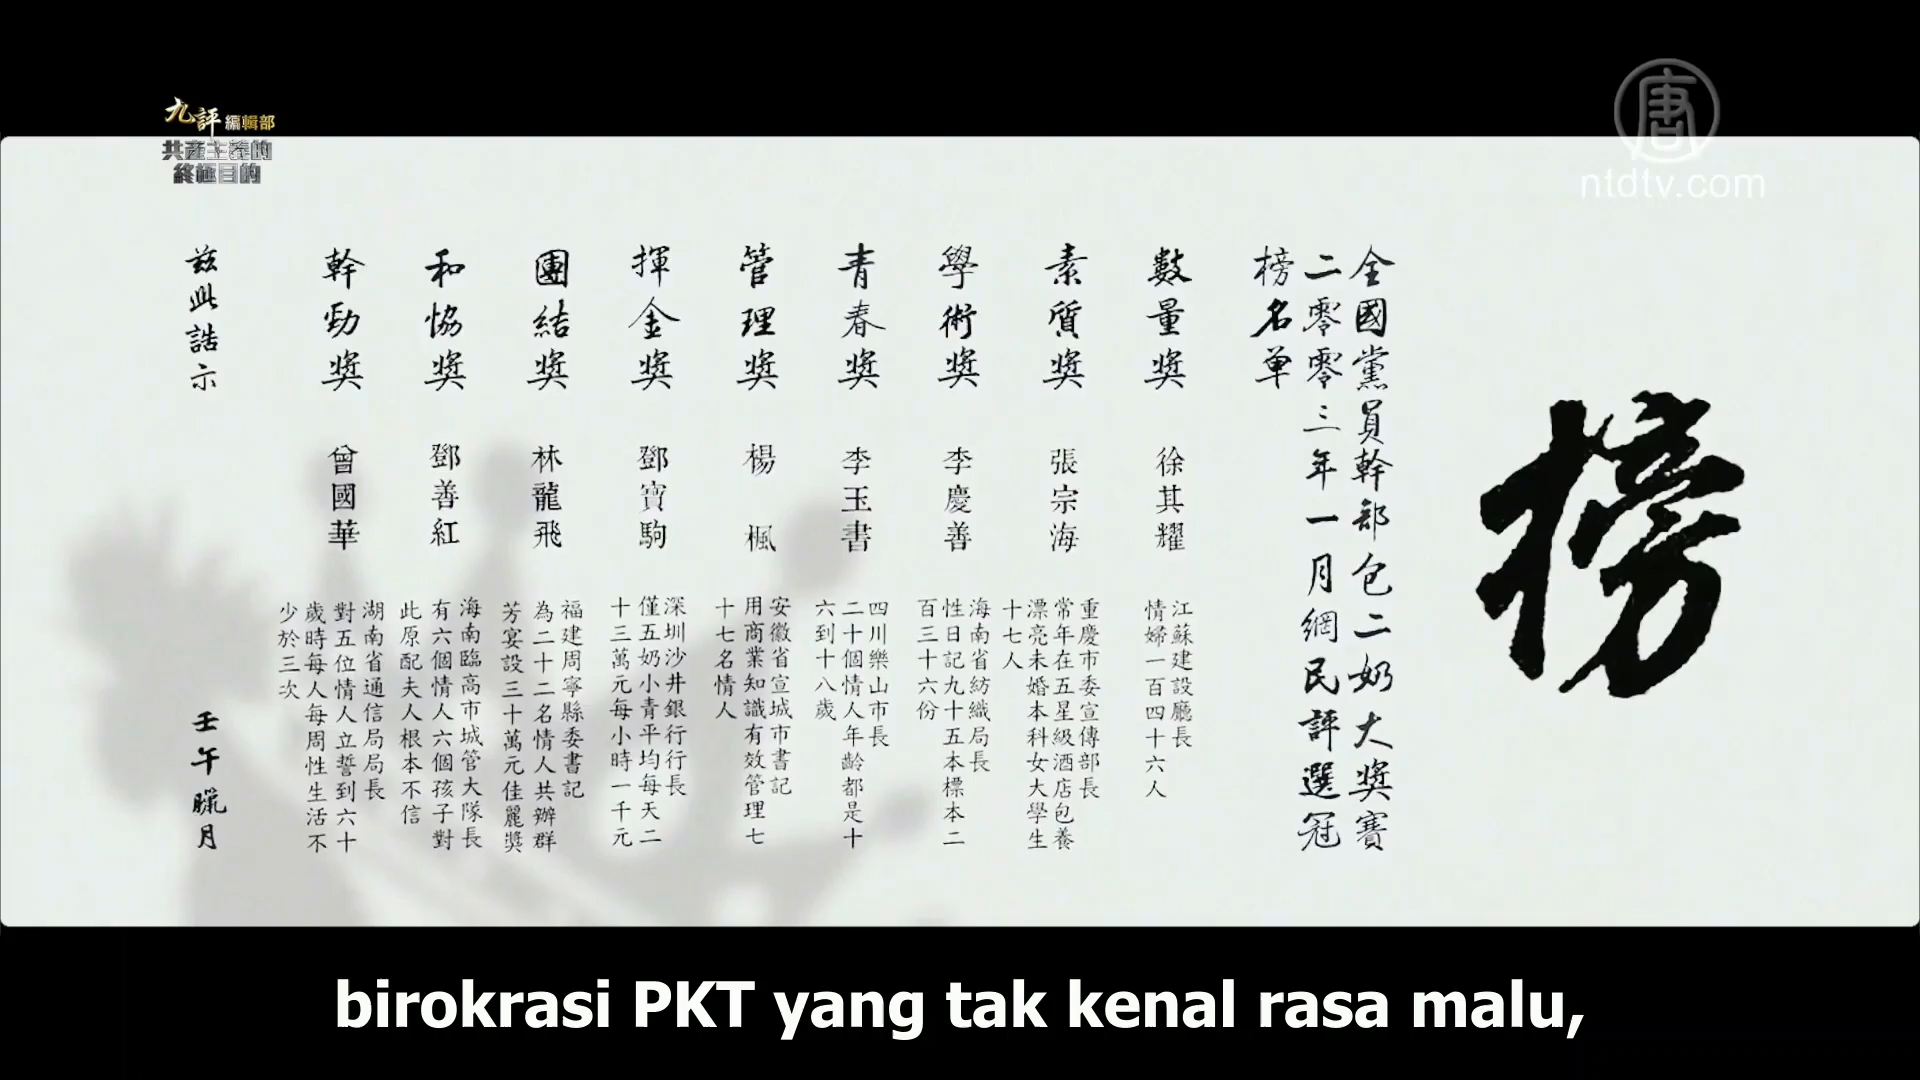 九評編輯部
共產主義的
終極目的
唐
ntdtv.com
榜
全國黨員幹部包二奶大獎賽
二零零三年一月網民評選冠
榜名单
數量獎
徐其耀
江蘇建設廳長
情婦一百四十六人
素質獎
張宗海
重慶市委宣傳部長
常年在五星級酒店包養
漂亮未婚本科女大學生
十七人
學術獎
李慶善
海南省紡織局長
性日記九十五本標本二
百三十六份
青春獎
李玉書
四川樂山市長
二十個情人年齡都是十
六到十八歲
管理獎
楊楓
安徽省宣城市書記
用商業知識有效管理七
十七名情人
揮金獎
鄧寶駒
深圳沙井銀行行長
僅五奶小青平均每天二
十三萬元每小時一千元
團結獎
林龍飛
福建周寧縣委書記
為二十二名情人共辦群
芳宴設三十萬元佳麗獎
和協獎
鄧善紅
海南臨高市城管大隊長
有六個情人六個孩子對
此原配夫人根本不信
幹勁獎
曾國華
湖南省通信局局長
對五位情人立誓到六十
歲時每人每周性生活不
少於三次
茲此誥示
壬午臘月
birokrasi PKT yang tak kenal rasa malu,